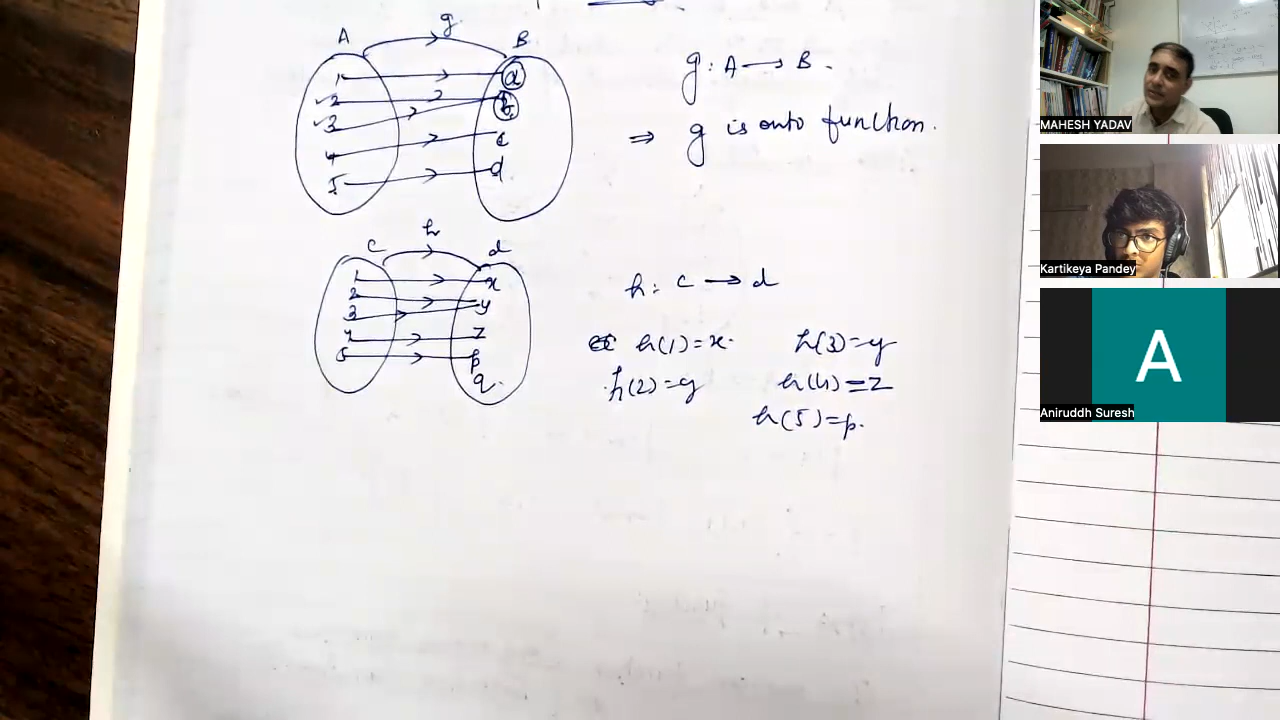 g
A B
1 a
2 b
3
4 c
5 d
g : A → B.
⇒ g is onto function.
h
C d
1 x
2 y
3
4 z
5 p
q.
h : C → d
h(1)=x. h(3)=y
h(2)=y h(4)=z
h(5)=p.
MAHESH YADAV
Kartikeya Pandey
A
Aniruddh Suresh